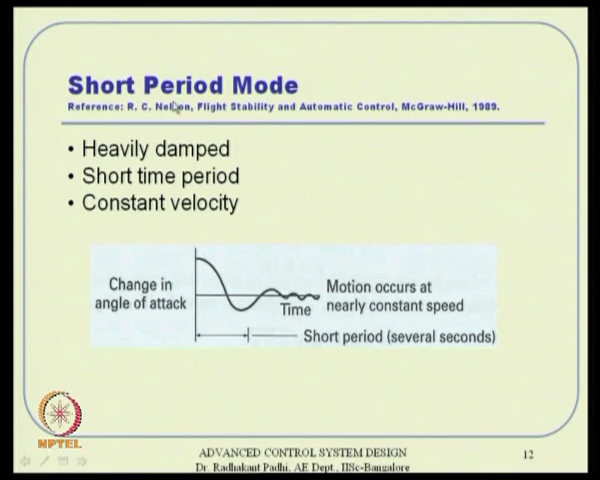 Short Period Mode
Reference: R. C. Nelson, Flight Stability and Automatic Control, McGraw-Hill, 1989.
• Heavily damped
• Short time period
• Constant velocity
Change in
angle of attack
Time
Motion occurs at
nearly constant speed
Short period (several seconds)
NPTEL
ADVANCED CONTROL SYSTEM DESIGN
Dr. Radhakant Padhi, AE Dept., IISc-Bangalore
12